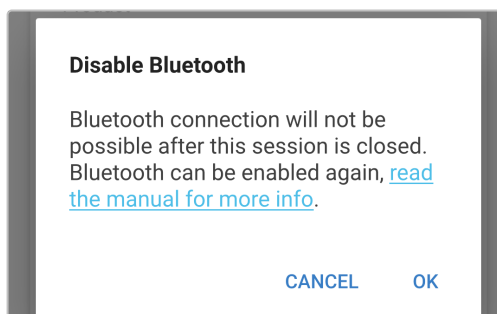 Disable Bluetooth
Bluetooth connection will not be
possible after this session is closed.
Bluetooth can be enabled again, read
the manual for more info.
CANCEL OK